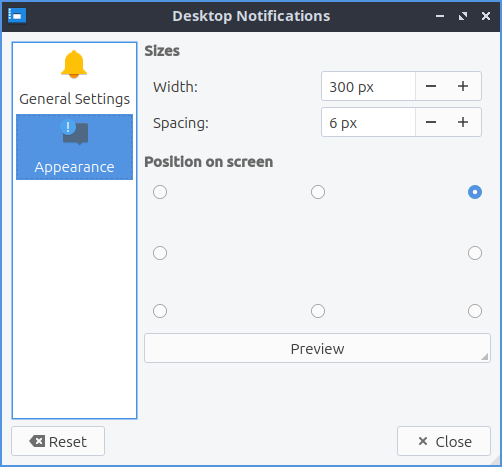 Desktop Notifications
General Settings
Appearance
Sizes
Width: 300 px
Spacing: 6 px
Position on screen
Preview
Reset
Close